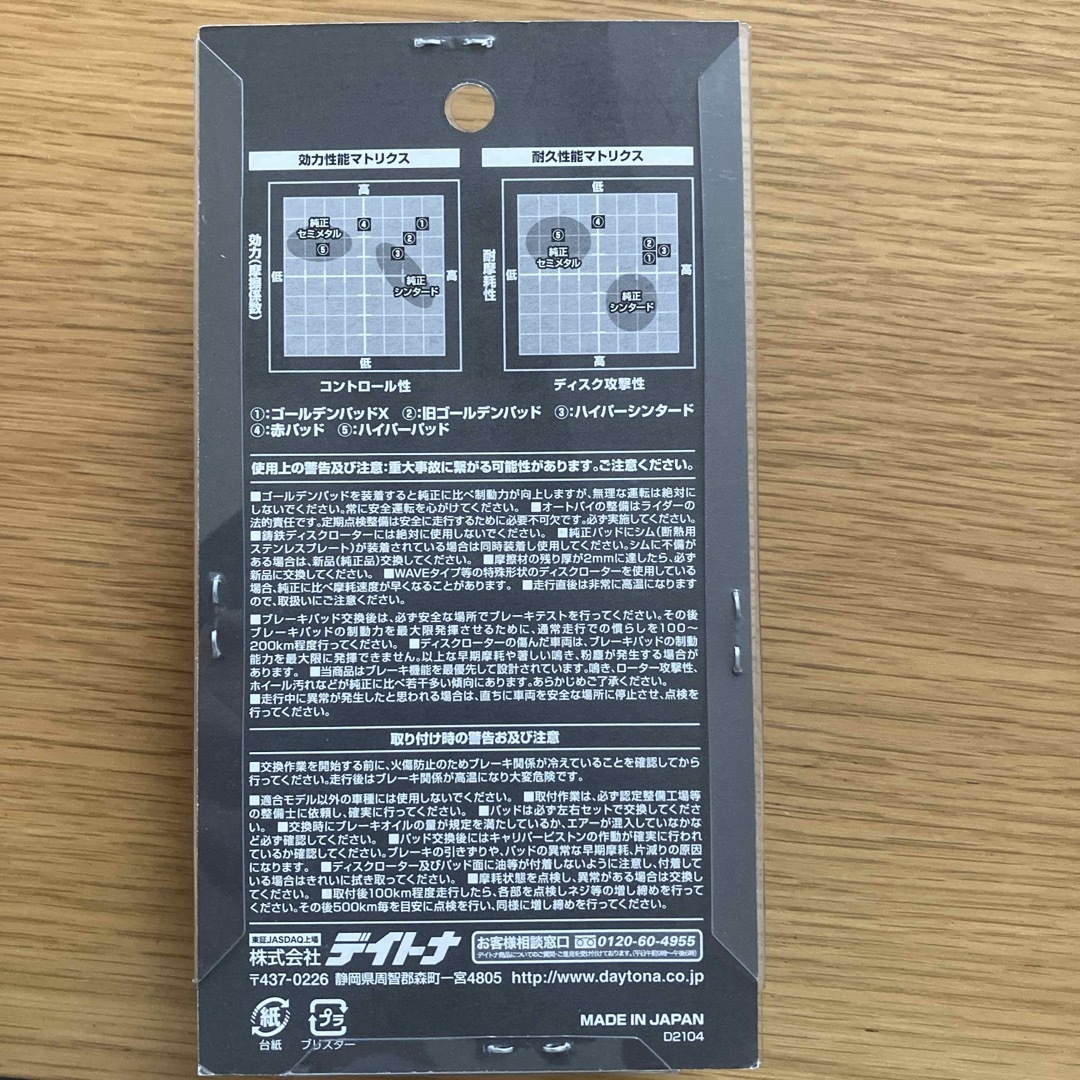 効力性能マトリクス
高
効力(摩擦係数)
低
高
低
純正
セミメタル
④
①
②
⑤
③
純正
シンタード
コントロール性
耐久性能マトリクス
低
耐摩耗性
低
高
高
④
⑤
純正
セミメタル
②
③
①
純正
シンタード
ディスク攻撃性
①:ゴールデンパッドX ②:旧ゴールデンパッド ③:ハイパーシンタード
④:赤パッド ⑤:ハイパーパッド
使用上の警告及び注意:重大事故に繋がる可能性があります。ご注意ください。
■ゴールデンパッドを装着すると純正に比べ制動力が向上しますが、無理な運転は絶対に
しないでください。常に安全運転を心がけてください。 ■オートバイの整備はライダーの
法的責任です。定期点検整備は安全に走行するために必要不可欠です。必ず実施してください。
■鋳鉄ディスクローターには絶対に使用しないでください。 ■純正パッドにシム(断熱用
ステンレスプレート)が装着されている場合は同時装着し使用してください。シムに不備が
ある場合は、新品(純正品)交換してください。 ■摩擦材の残り厚が2mmに達したら、必ず
新品に交換してください。 ■WAVEタイプ等の特殊形状のディスクローターを使用している
場合、純正に比べ摩耗速度が早くなることがあります。 ■走行直後は非常に高温になります
ので、取扱いにご注意ください。
■ブレーキパッド交換後は、必ず安全な場所でブレーキテストを行ってください。その後
ブレーキパッドの制動力を最大限発揮させるために、通常走行での慣らしを100〜
200km程度行ってください。 ■ディスクローターの傷んだ車両は、ブレーキパッドの制動
能力を最大限に発揮できません。以上な早期摩耗や著しい鳴き、粉塵が発生する場合が
あります。 ■当商品はブレーキ機能を最優先して設計されています。鳴き、ローター攻撃性、
ホイール汚れなどが純正に比べ若干多い傾向にあります。あらかじめご了承ください。
■走行中に異常が発生したと思われる場合は、直ちに車両を安全な場所に停止させ、点検を
行ってください。
取り付け時の警告お及び注意
■交換作業を開始する前に、火傷防止のためブレーキ関係が冷えていることを確認してから
行ってください。走行後はブレーキ関係が高温になり大変危険です。
■適合モデル以外の車種には使用しないでください。 ■取付作業は、必ず認定整備工場等
の整備士に依頼し、確実に行ってください。 ■パッドは必ず左右セットで交換してくださ
い。 ■交換時にブレーキオイルの量が規定を満たしているか、エアーが混入していなかな
ど必ず確認してください。 ■パッド交換後にはキャリパーピストンの作動が確実に行われ
ているか確認してください。ブレーキの引きずりや、パッドの異常な早期摩耗、片減りの原因
になります。 ■ディスクローター及びパッド面に油等が付着しないように注意し、付着して
いる場合はきれいに拭き取ってください。 ■摩耗状態を点検し、異常がある場合は交換し
てください。 ■取付後100km程度走行したら、各部を点検しネジ等の増し締めを行ってく
ださい。その後500km毎を目安に点検を行い、同様に増し締めを行ってください。
東証JASDAQ上場
株式会社 デイトナ
お客様相談窓口 0120-60-4955
デイトナ商品についてのご質問・ご意見を受け付けております。(平日午前9時〜午後6時)
〒437-0226 静岡県周智郡森町一宮4805 http://www.daytona.co.jp
紙
台紙
プラ
ブリスター
MADE IN JAPAN
D2104